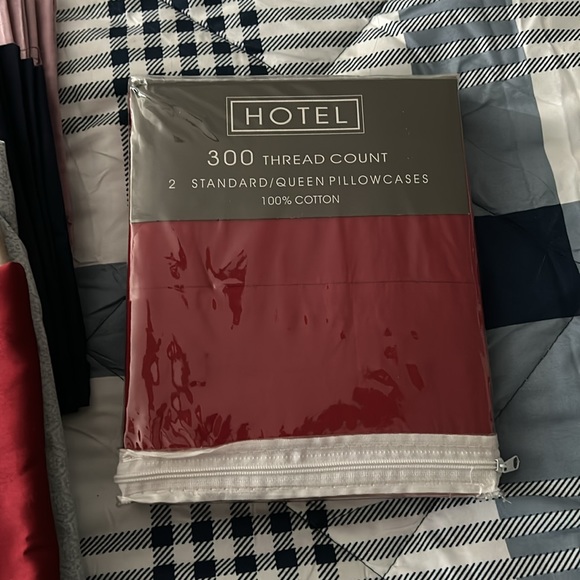 HOTEL
300 THREAD COUNT
2 STANDARD/QUEEN PILLOWCASES
100% COTTON